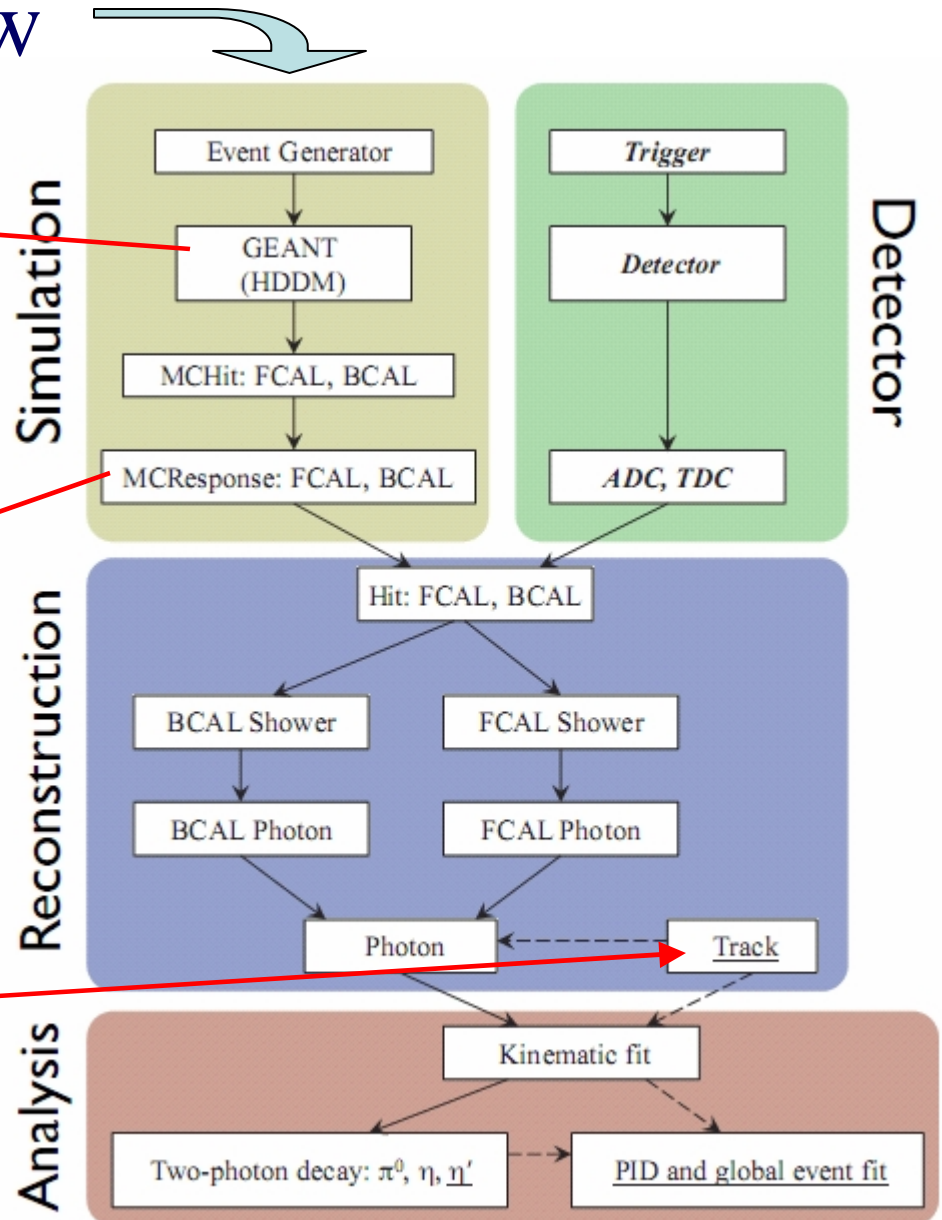 w
Simulation
Event Generator
GEANT
(HDDM)
MCHit: FCAL, BCAL
MCResponse: FCAL, BCAL
Detector
Trigger
Detector
ADC, TDC
Reconstruction
Hit: FCAL, BCAL
BCAL Shower
FCAL Shower
BCAL Photon
FCAL Photon
Photon
Track
Analysis
Kinematic fit
Two-photon decay: π⁰, η, η′
PID and global event fit